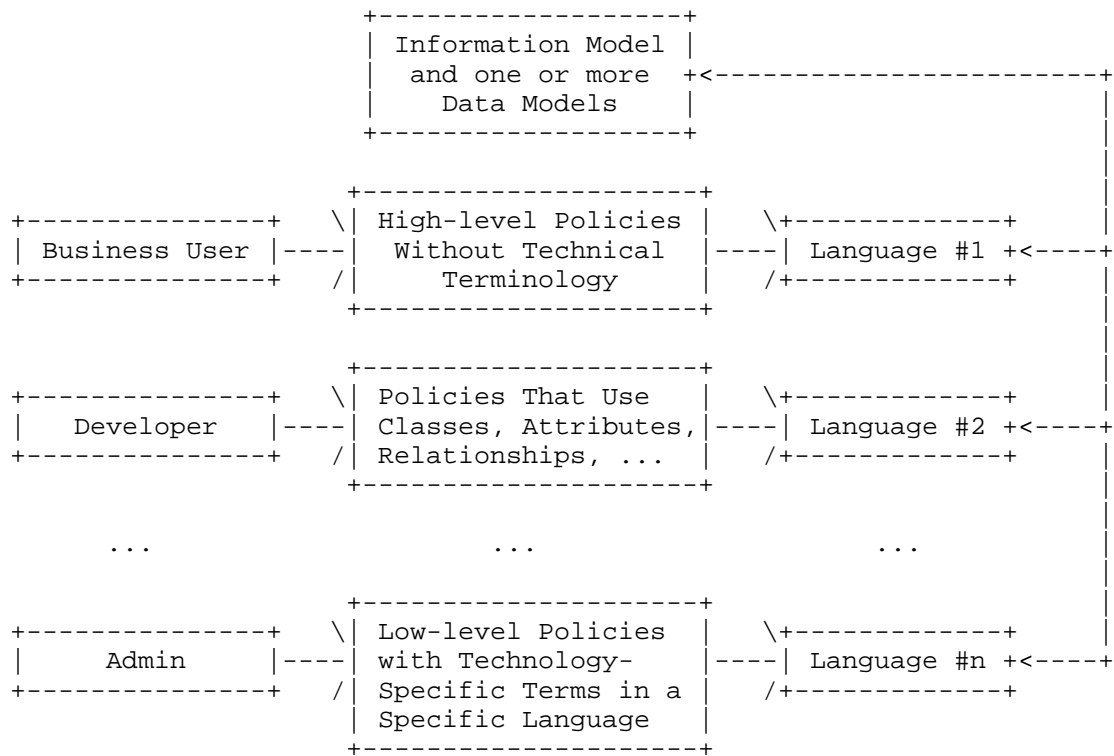 Information Model
and one or more
Data Models
High-level Policies
Business User
Without Technical
Language #1
Terminology
Policies That Use
Developer
Classes, Attributes,
Language #2
Relationships, ...
... ... ...
Low-level Policies
Admin
with Technology-
Language #n
Specific Terms in a
Specific Language